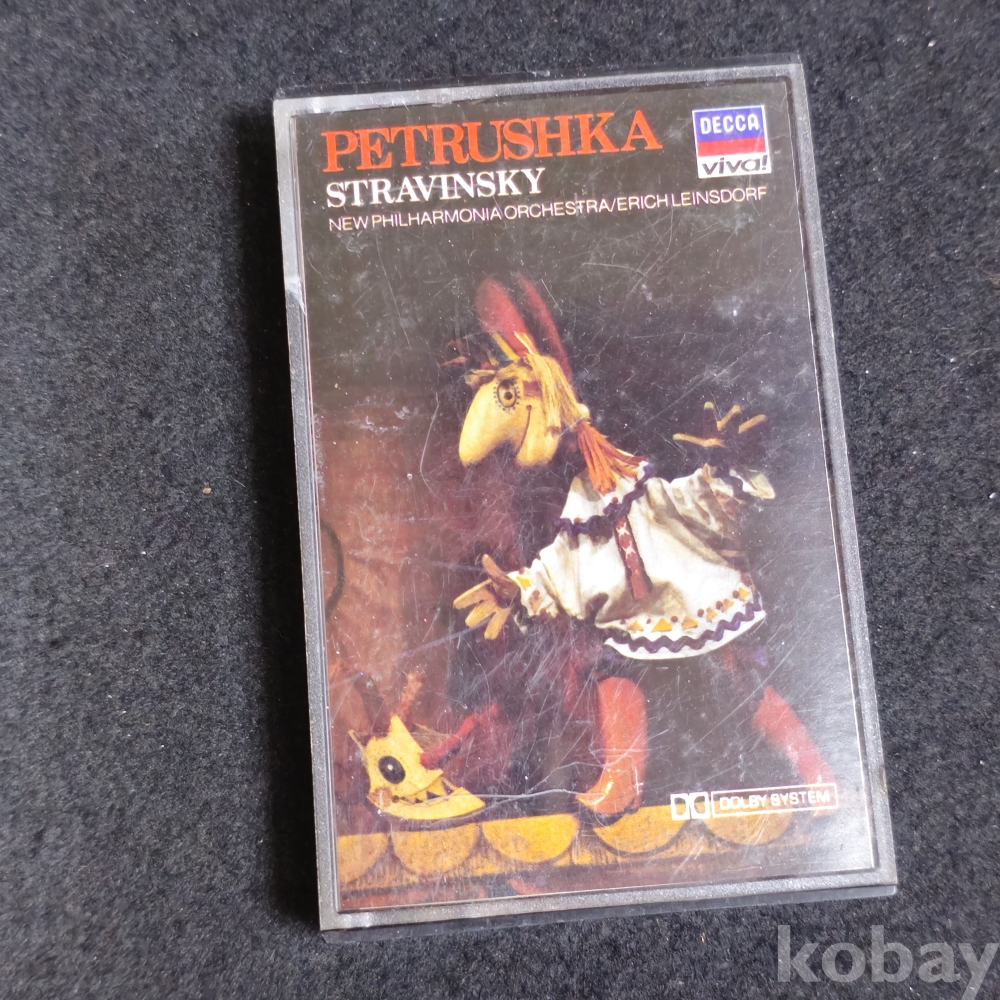 PETRUSHKA
STRAVINSKY
NEW PHILHARMONIA ORCHESTRA/ERICH LEINSDORF
DECCA
viva!
DOLBY SYSTEM
kobay